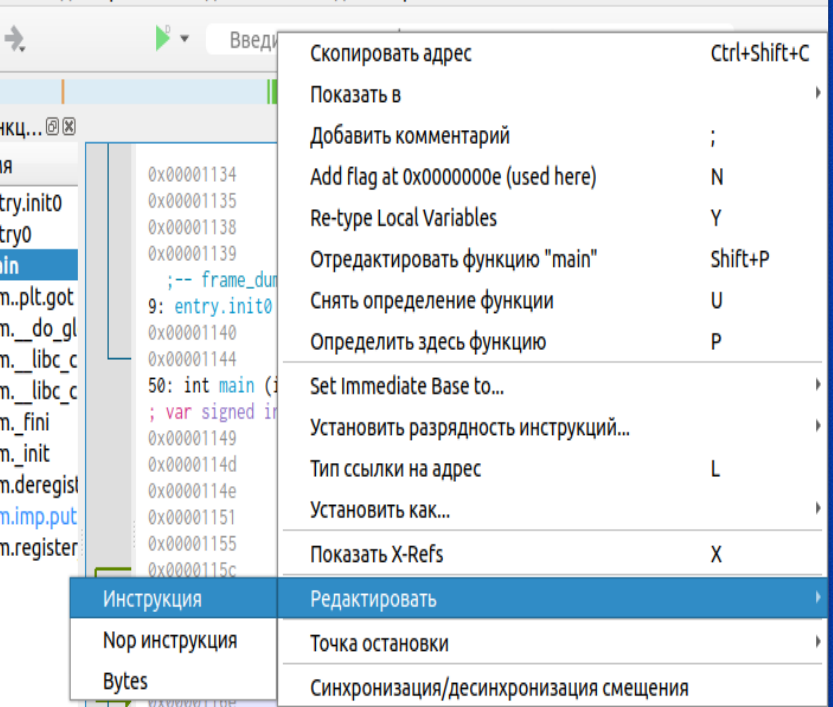 Введи
Скопировать адрес Ctrl+Shift+C
Показать в
Добавить комментарий ;
Add flag at 0x0000000e (used here) N
Re-type Local Variables Y
Отредактировать функцию "main" Shift+P
Снять определение функции U
Определить здесь функцию P
Set Immediate Base to...
Установить разрядность инструкций...
Тип ссылки на адрес L
Установить как...
Показать X-Refs X
Редактировать
Точка остановки
Синхронизация/десинхронизация смещения
Инструкция
Nop инструкция
Bytes
нкц...
мя
try.init0
try0
ain
m..plt.got
m.__do_gl
m.__libc_c
m.__libc_c
m._fini
m._init
m.deregist
m.imp.put
m.register
0x00001134
0x00001135
0x00001138
0x00001139
;-- frame_dum
9: entry.init0
0x00001140
0x00001144
50: int main (i
; var signed in
0x00001149
0x0000114d
0x0000114e
0x00001151
0x00001155
0x0000115c